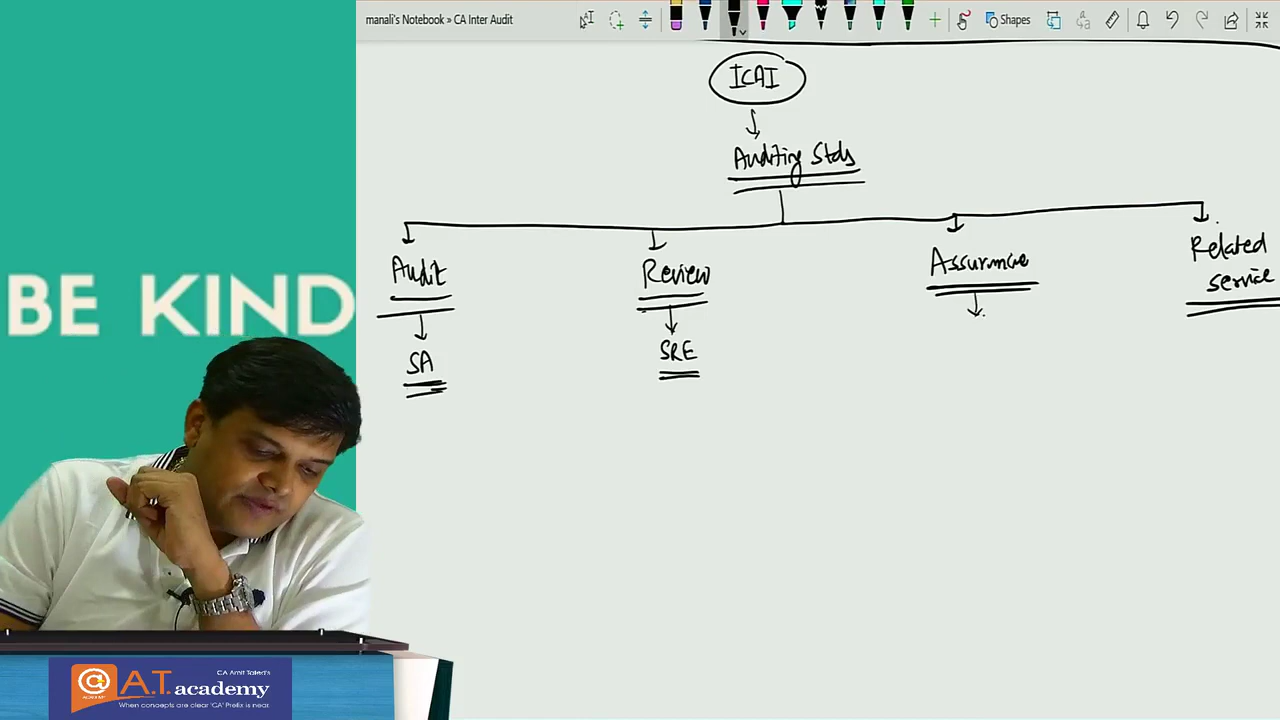 manali's Notebook » CA Inter Audit
Shapes
ICAI
Auditing Stds
Audit
Review
Assurance
Related
service
SA
SRE
BE KIND
CA Amit Tated's
@A.T. academy
ACADEMY
When concepts are clear 'CA' Prefix is near.